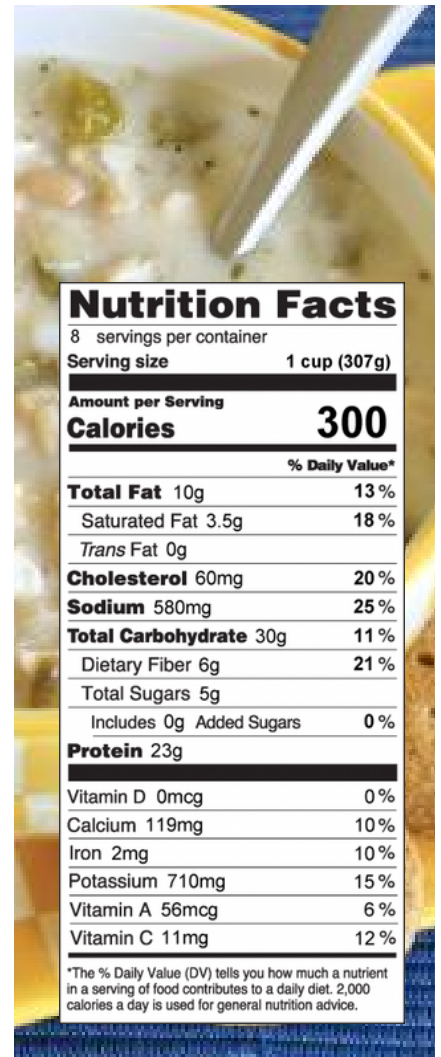 Nutrition Facts
8 servings per container
Serving size 1 cup (307g)
Amount per Serving
Calories 300
% Daily Value*
Total Fat 10g 13%
Saturated Fat 3.5g 18%
Trans Fat 0g
Cholesterol 60mg 20%
Sodium 580mg 25%
Total Carbohydrate 30g 11%
Dietary Fiber 6g 21%
Total Sugars 5g
Includes 0g Added Sugars 0%
Protein 23g
Vitamin D 0mcg 0%
Calcium 119mg 10%
Iron 2mg 10%
Potassium 710mg 15%
Vitamin A 56mcg 6%
Vitamin C 11mg 12%
*The % Daily Value (DV) tells you how much a nutrient
in a serving of food contributes to a daily diet. 2,000
calories a day is used for general nutrition advice.